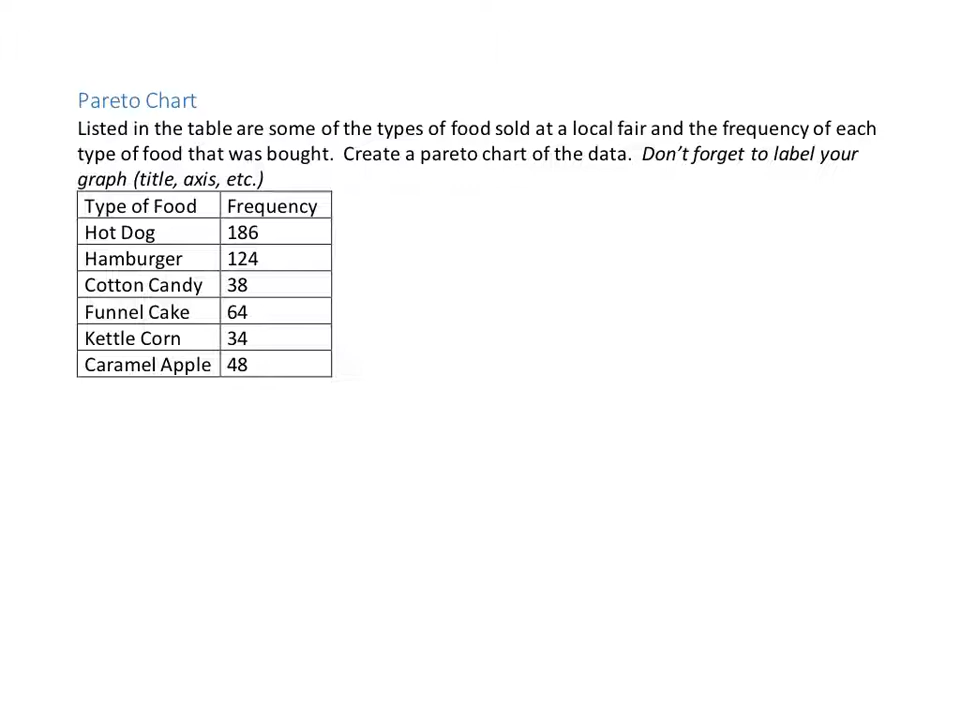 Pareto Chart
Listed in the table are some of the types of food sold at a local fair and the frequency of each
type of food that was bought.  Create a pareto chart of the data.  Don’t forget to label your
graph (title, axis, etc.)
Type of Food Frequency
Hot Dog 186
Hamburger 124
Cotton Candy 38
Funnel Cake 64
Kettle Corn 34
Caramel Apple 48